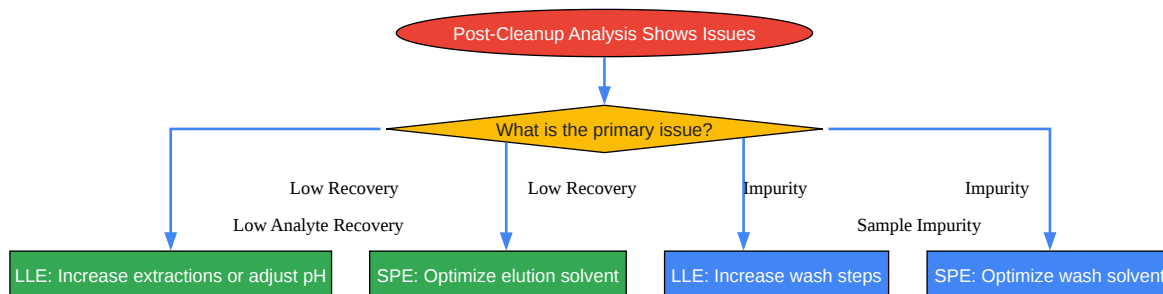 Post-Cleanup Analysis Shows Issues
What is the primary issue?
Low Recovery
Low Recovery
Impurity
Impurity
Low Analyte Recovery
Sample Impurity
LLE: Increase extractions or adjust pH
SPE: Optimize elution solvent
LLE: Increase wash steps
SPE: Optimize wash solvent